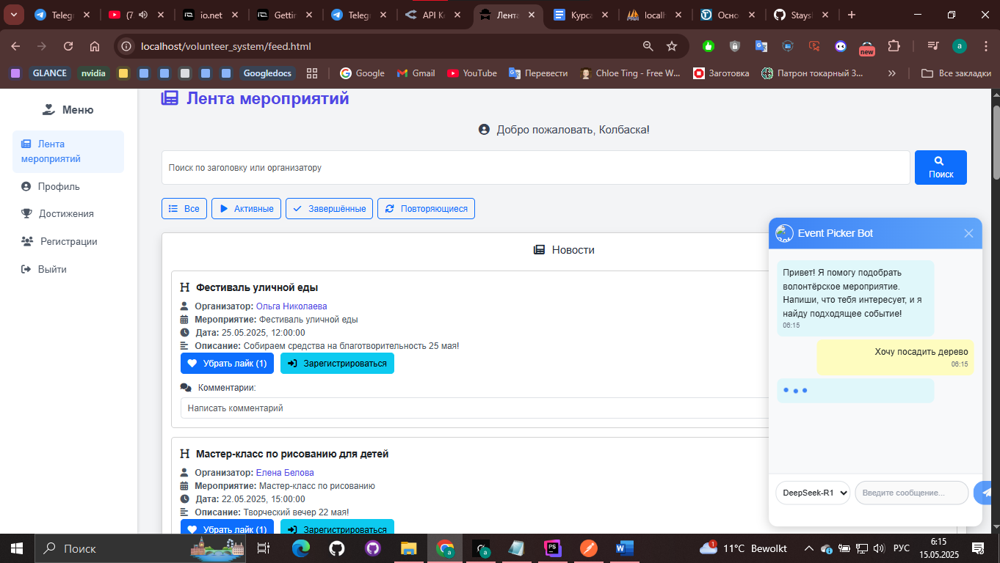 Telegr
(7
io.net
Gettin
Telegr
API Ke
Лента
Курса
localh
Осно
Staysl
localhost/volunteer_system/feed.html
new
a
GLANCE
nvidia
Googledocs
Google
Gmail
YouTube
Перевести
Chloe Ting - Free W...
Заготовка
Патрон токарный 3...
Все закладки
Меню
Лента
мероприятий
Профиль
Достижения
Регистрации
Выйти
Лента мероприятий
Добро пожаловать, Колбаска!
Поиск по заголовку или организатору
Поиск
Все
Активные
Завершённые
Повторяющиеся
Новости
Фестиваль уличной еды
Организатор: Ольга Николаева
Мероприятие: Фестиваль уличной еды
Дата: 25.05.2025, 12:00:00
Описание: Собираем средства на благотворительность 25 мая!
Убрать лайк (1)
Зарегистрироваться
Комментарии:
Написать комментарий
Мастер-класс по рисованию для детей
Организатор: Елена Белова
Мероприятие: Мастер-класс по рисованию
Дата: 22.05.2025, 15:00:00
Описание: Творческий вечер 22 мая!
Убрать лайк (1)
Зарегистрироваться
Event Picker Bot
Привет! Я помогу подобрать
волонтёрское мероприятие.
Напиши, что тебя интересует, и я
найду подходящее событие!
06:15
Хочу посадить дерево
06:15
DeepSeek-R1
Введите сообщение...
Поиск
11°C Bewolkt
РУС
6:15
15.05.2025